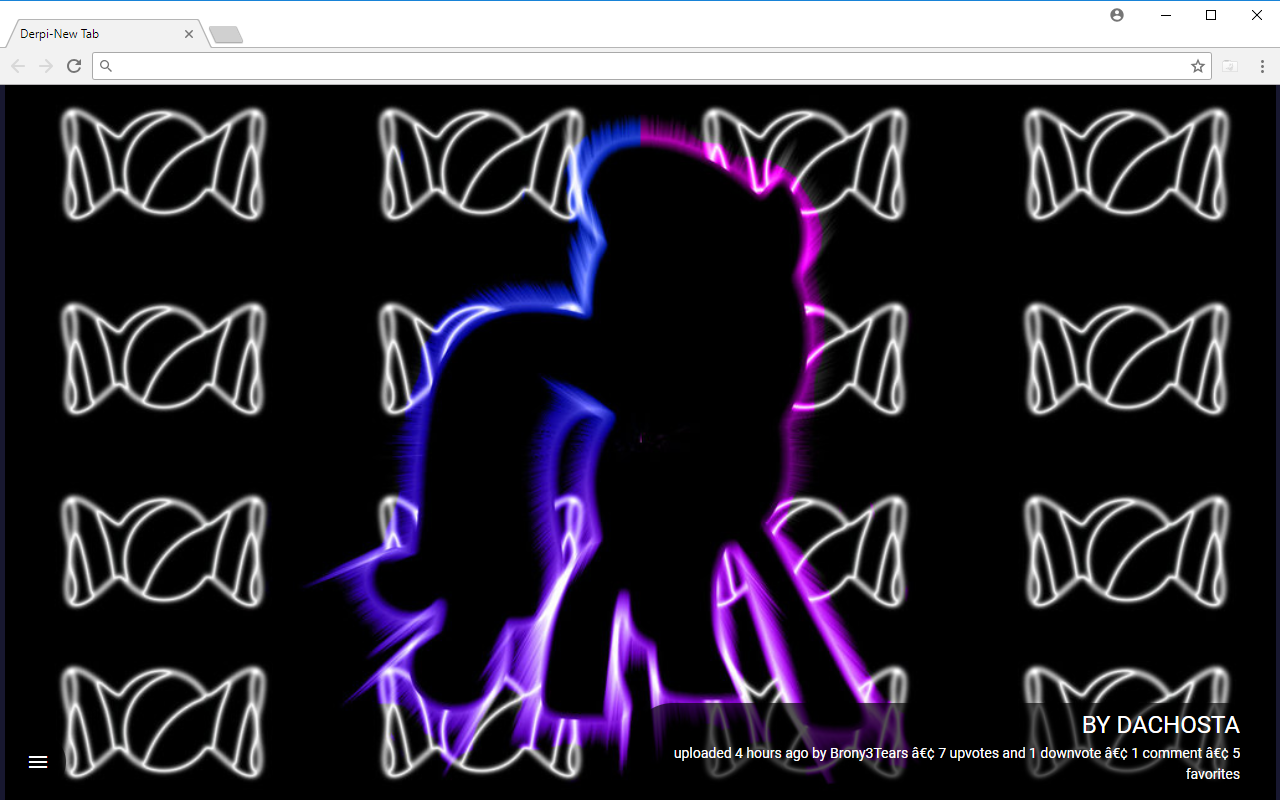 Derpi-New Tab
BY DACHOSTA
uploaded 4 hours ago by Brony3Tears â€¢ 7 upvotes and 1 downvote â€¢ 1 comment â€¢ 5
favorites